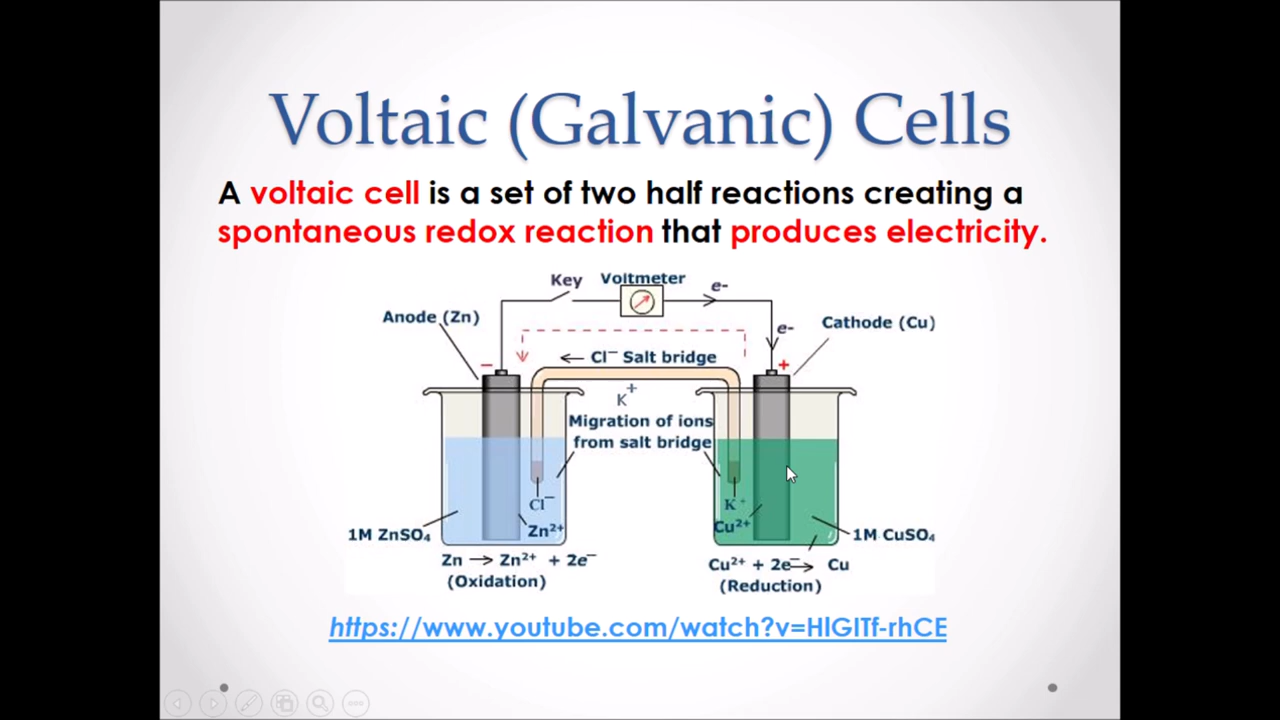 Voltaic (Galvanic) Cells
A voltaic cell is a set of two half reactions creating a
spontaneous redox reaction that produces electricity.
Key Voltmeter e-
Anode (Zn)
e- Cathode (Cu)
− +
← Cl⁻ Salt bridge
K⁺
Migration of ions
from salt bridge
Cl⁻ K⁺
Zn²⁺ Cu²⁺
1M ZnSO₄ 1M CuSO₄
Zn → Zn²⁺ + 2e⁻
(Oxidation)
Cu²⁺ + 2e⁻→ Cu
(Reduction)
https://www.youtube.com/watch?v=HlGITf-rhCE